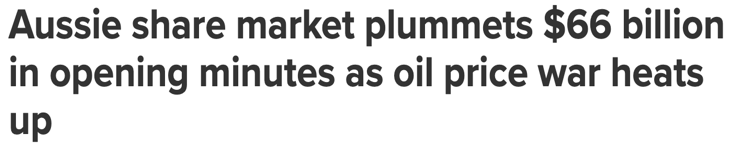 Aussie share market plummets $66 billion
in opening minutes as oil price war heats
up